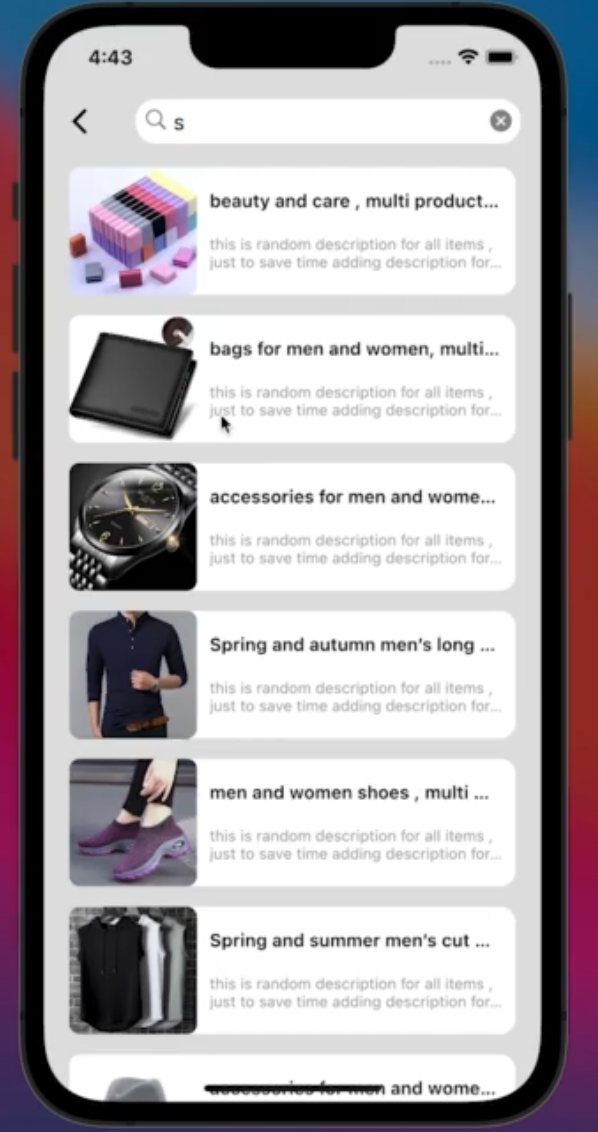 4:43
s
beauty and care , multi product...
this is random description for all items ,
just to save time adding description for...
bags for men and women, multi...
this is random description for all items ,
just to save time adding description for...
accessories for men and wome...
this is random description for all items ,
just to save time adding description for...
Spring and autumn men's long ...
this is random description for all items ,
just to save time adding description for...
men and women shoes , multi ...
this is random description for all items ,
just to save time adding description for...
Spring and summer men's cut ...
this is random description for all items ,
just to save time adding description for...
accessories for men and wome...